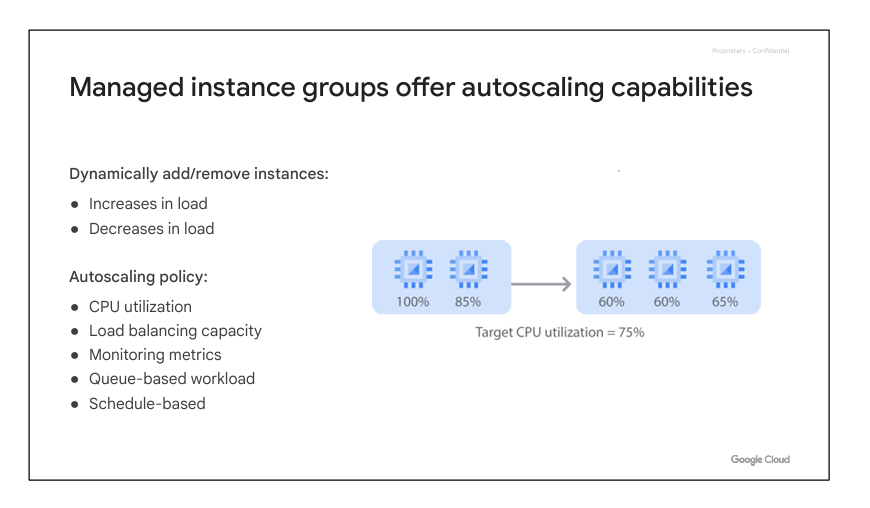 Proprietary + Confidential
Managed instance groups offer autoscaling capabilities
Dynamically add/remove instances:
● Increases in load
● Decreases in load
Autoscaling policy:
● CPU utilization
● Load balancing capacity
● Monitoring metrics
● Queue-based workload
● Schedule-based
100% 85% 60% 60% 65%
Target CPU utilization = 75%
Google Cloud